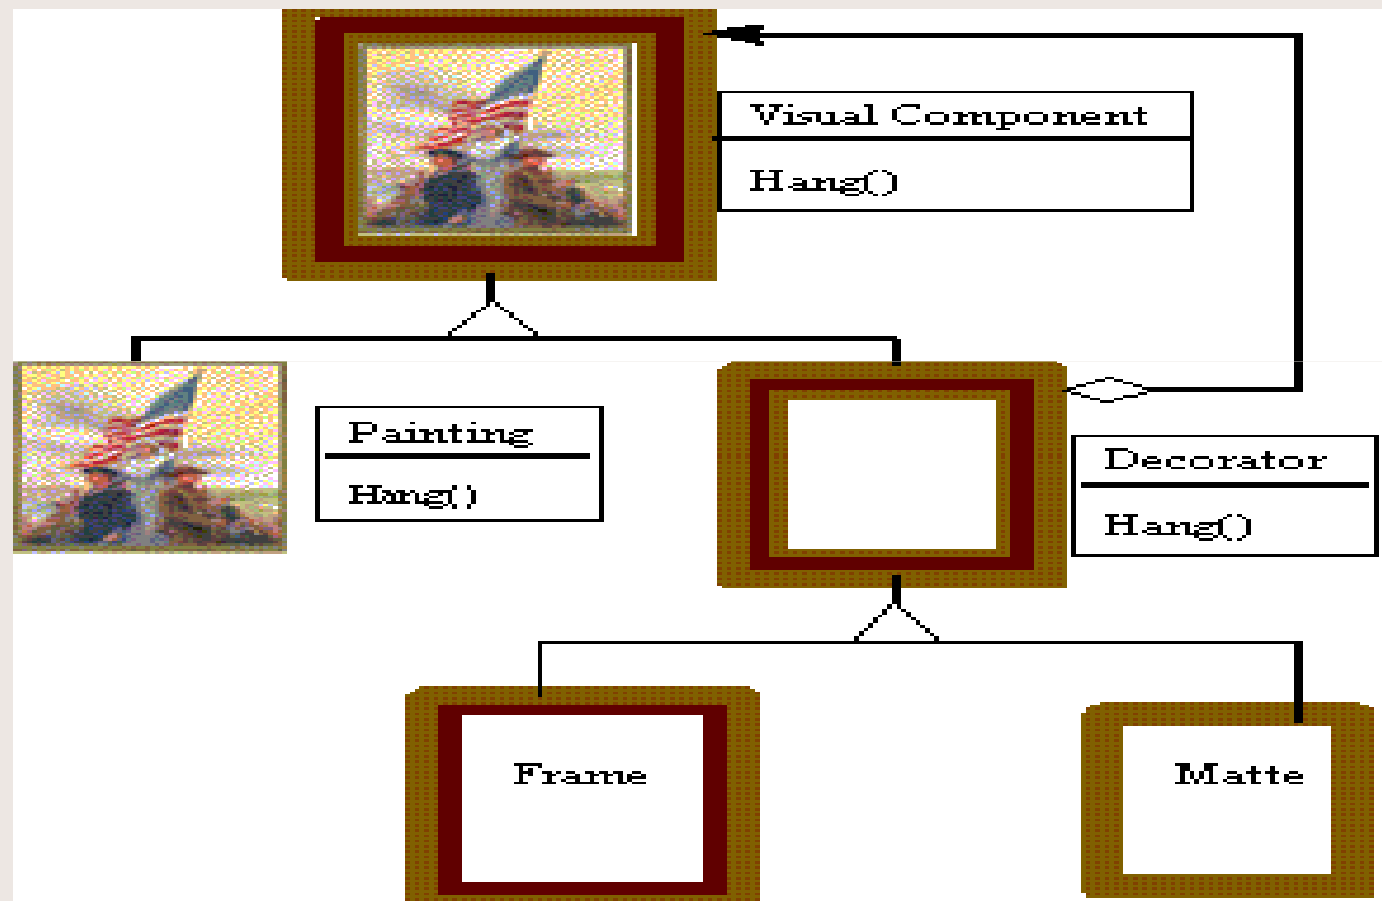 Visual Component
Hang()
Painting
Hang()
Decorator
Hang()
Frame
Matte